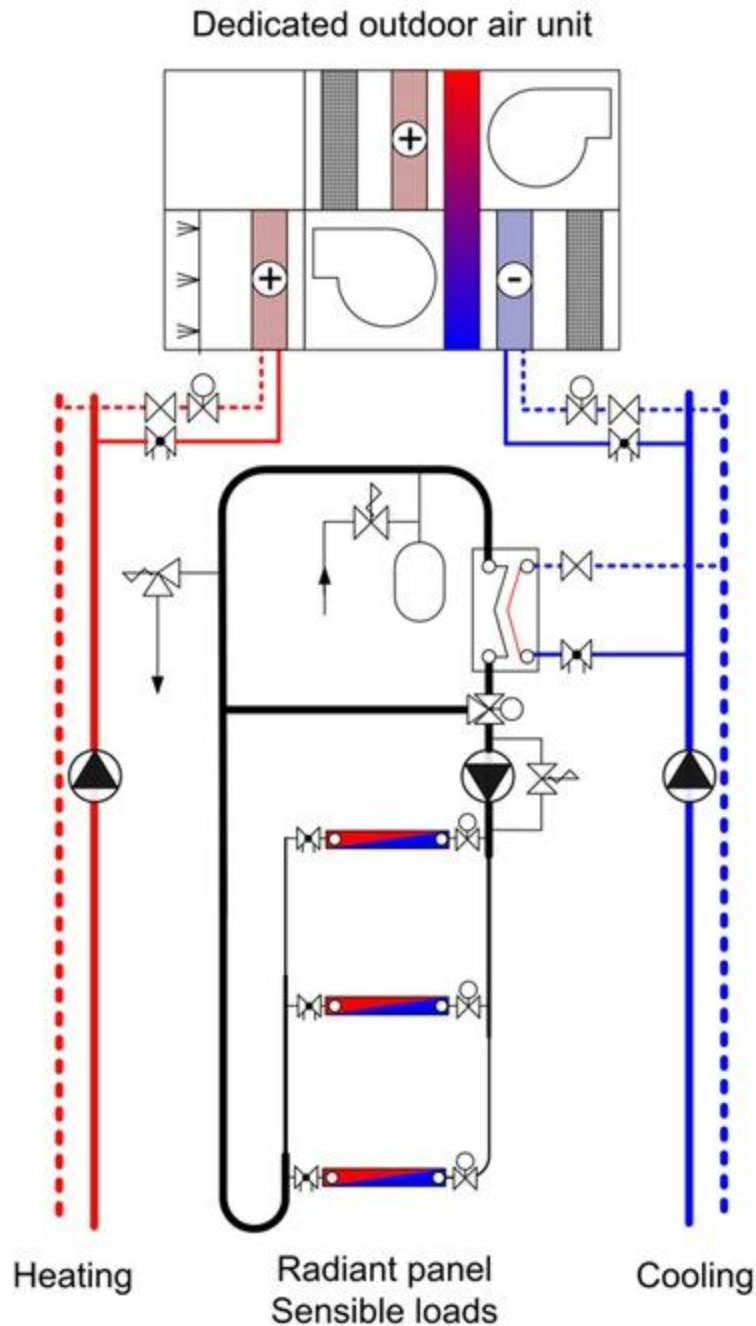 Dedicated outdoor air unit
+
+
-
Heating
Radiant panel
Sensible loads
Cooling